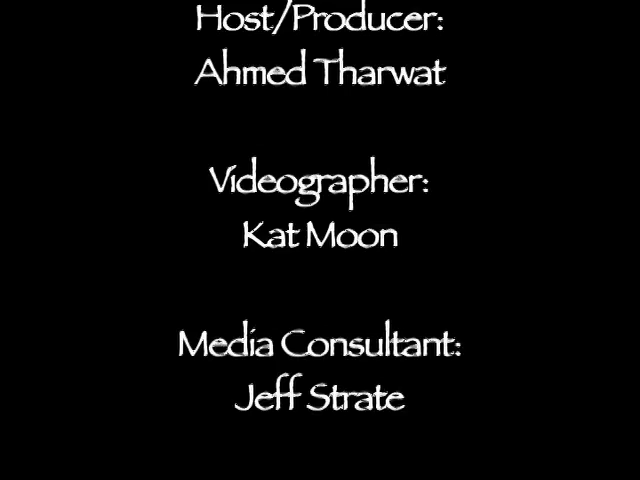 Host/Producer:
Ahmed Tharwat
Videographer:
Kat Moon
Media Consultant:
Jeff Strate